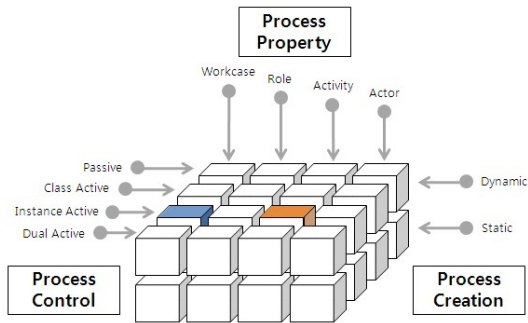 Process
Property
Workcase
Role
Activity
Actor
Passive
Class Active
Instance Active
Dual Active
Dynamic
Static
Process
Control
Process
Creation